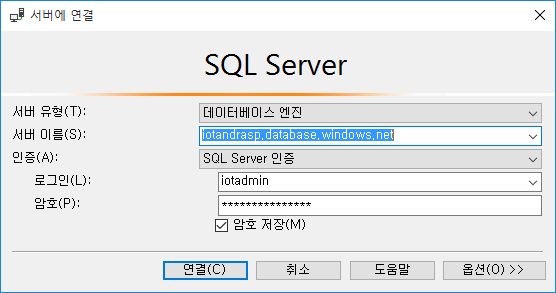 서버에 연결
SQL Server
서버 유형(T): 데이터베이스 엔진
서버 이름(S): iotandrasp.database.windows.net
인증(A): SQL Server 인증
로그인(L): iotadmin
암호(P): ***************
암호 저장(M)
연결(C) 취소 도움말 옵션(O) >>